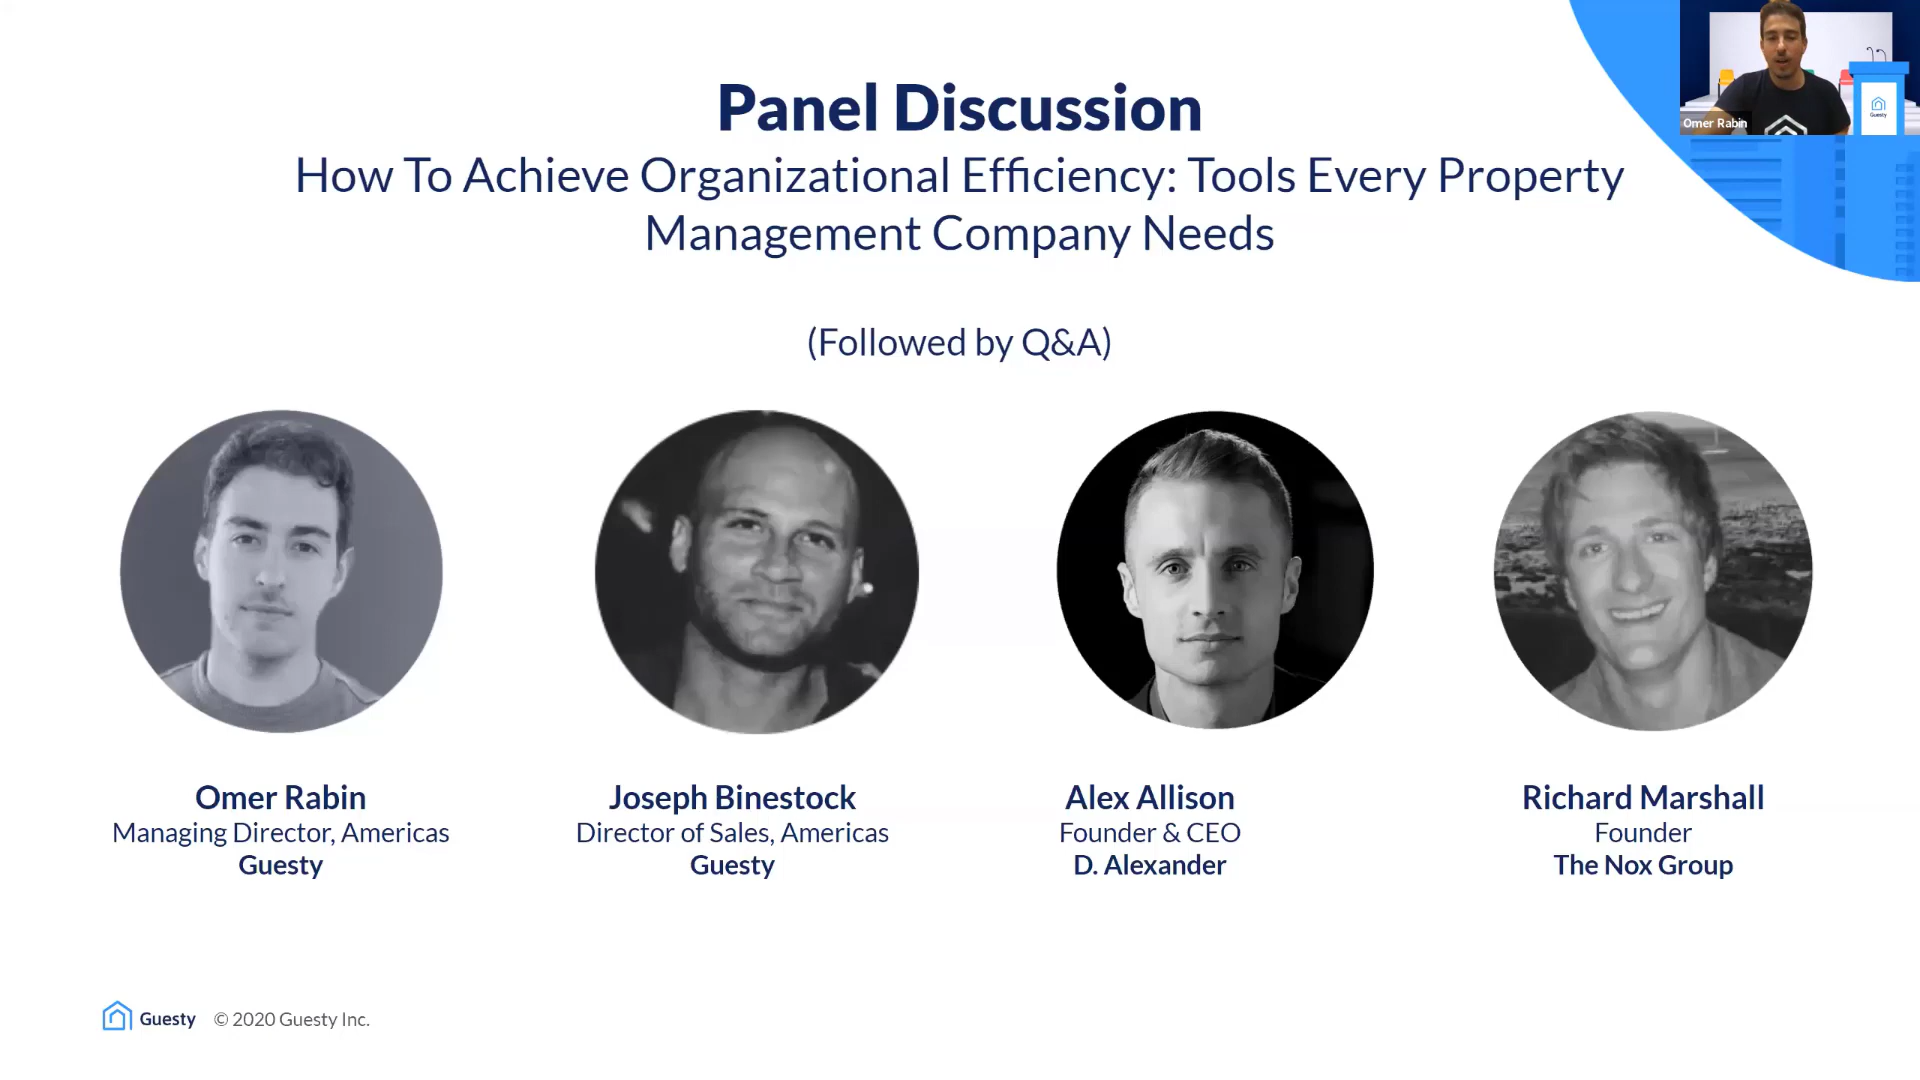 Panel Discussion
How To Achieve Organizational Efficiency: Tools Every Property
Management Company Needs
(Followed by Q&A)
Omer Rabin
Guesty
Omer Rabin
Managing Director, Americas
Guesty
Joseph Binestock
Director of Sales, Americas
Guesty
Alex Allison
Founder & CEO
D. Alexander
Richard Marshall
Founder
The Nox Group
Guesty © 2020 Guesty Inc.